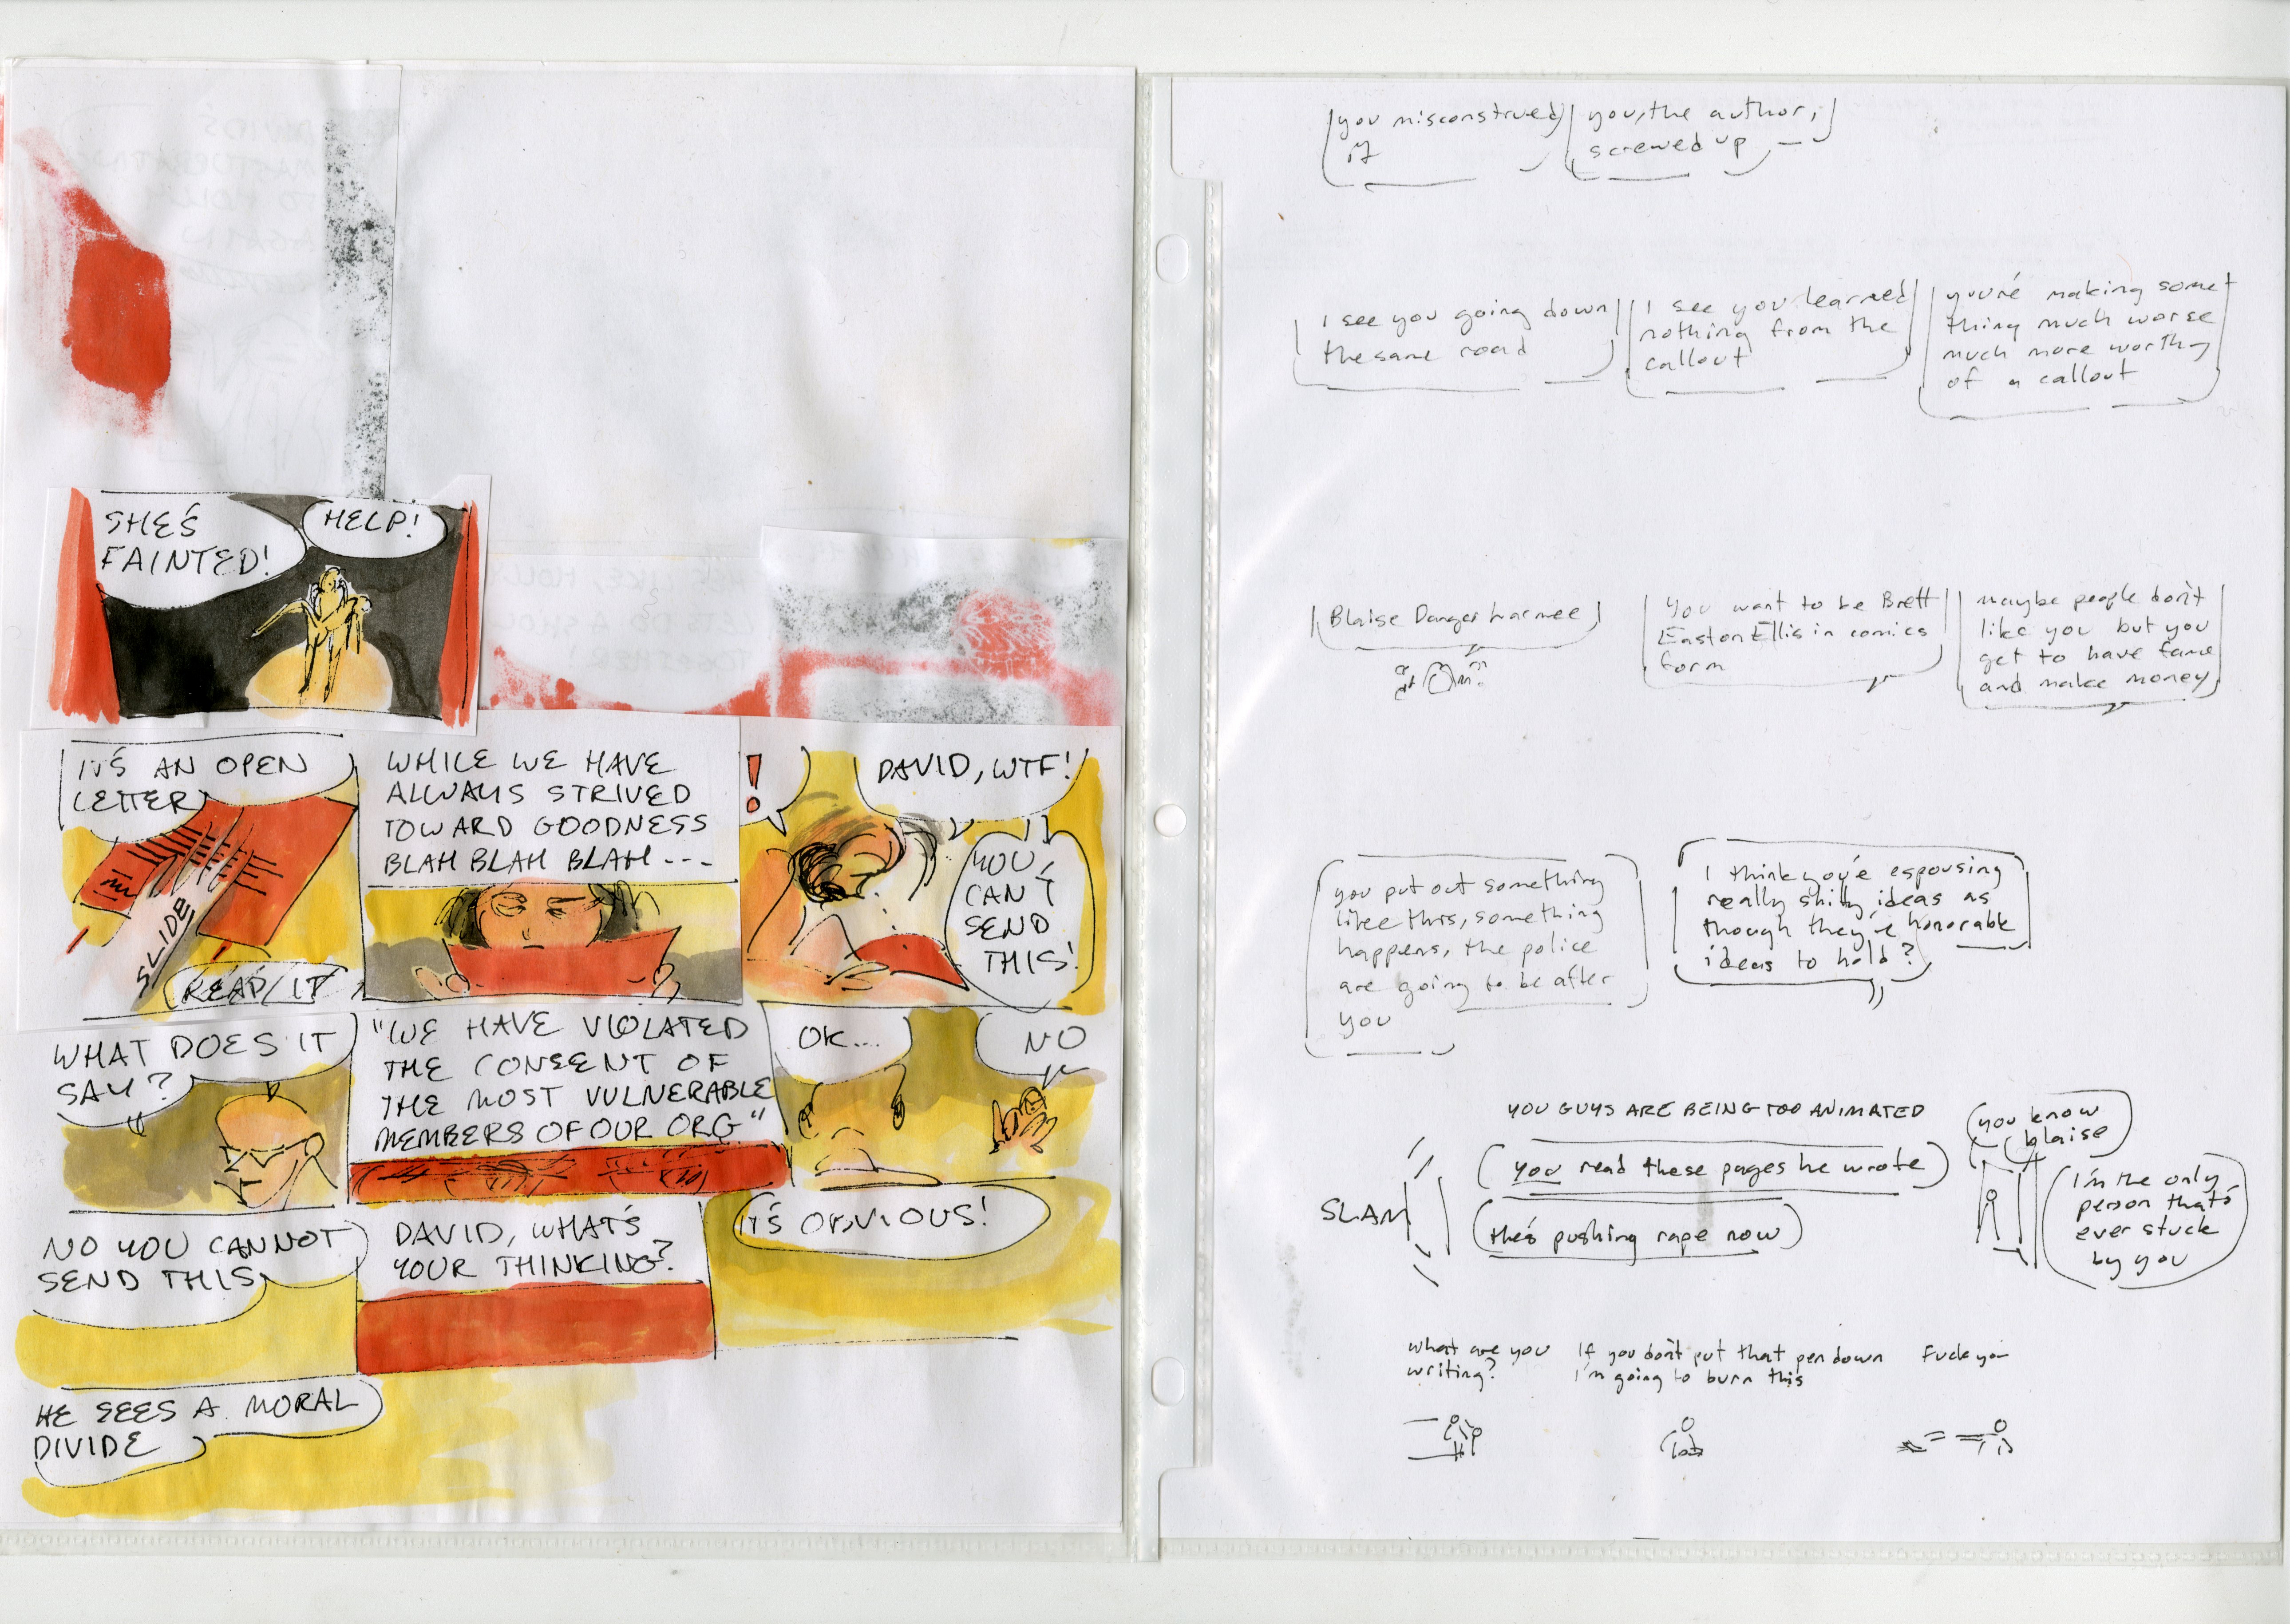 SHE'S
FAINTED!
HELP!
IT'S AN OPEN
LETTER
SLIDE
READ IT
WHILE WE HAVE
ALWAYS STRIVED
TOWARD GOODNESS
BLAH BLAH BLAH ---
!
DAVID, WTF!
YOU,
CAN'T
SEND
THIS!
WHAT DOES IT
SAY?
"WE HAVE VIOLATED
THE CONSENT OF
THE MOST VULNERABLE
MEMBERS OF OUR ORG."
OK...
NO
NO YOU CANNOT
SEND THIS
DAVID, WHAT'S
YOUR THINKING?
IT'S OBVIOUS!
HE SEES A MORAL
DIVIDE
you misconstrued
it
you, the author,
screwed up
I see you going down
the same road
I see you learned
nothing from the
callout
you're making some
thing much worse
much more worthy
of a callout
Blaise Danger Larmee
You want to be Brett
Easton Ellis in comics
form
maybe people don't
like you but you
get to have fame
and make money
you put out something
like this, something
happens, the police
are going to be after
you
I think you're espousing
really shitty ideas as
though they're honorable
ideas to hold?
YOU GUYS ARE BEING TOO ANIMATED
SLAM
you read these pages he wrote
he's pushing rape now
you know
blaise
I'm the only
person that's
ever stuck
by you
what are you
writing?
If you don't put that pen down
I'm going to burn this
Fuck you